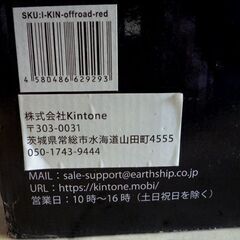 SKU:I-KIN-offroad-red
4580486629293
株式会社Kintone
〒303-0031
茨城県常総市水海道山田町4555
050-1743-9444
MAIL：sale-support@earthship.co.jp
URL：https://kintone.mobi/
営業日：10時〜16時（土日祝日を除く）